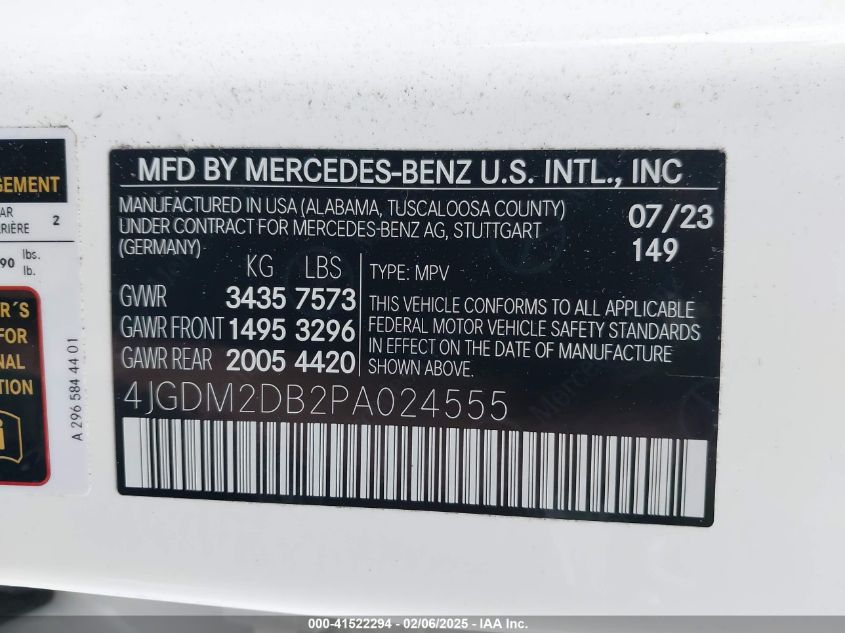 GEMENT
AR 2
RIÈRE
90 lbs.
lb.
R´S
FOR
NAL
TION
A 296 584 44 01
MFD BY MERCEDES-BENZ U.S. INTL., INC
MANUFACTURED IN USA (ALABAMA, TUSCALOOSA COUNTY)
UNDER CONTRACT FOR MERCEDES-BENZ AG, STUTTGART
(GERMANY)
07/23
149
KG LBS
GVWR 3435 7573
GAWR FRONT 1495 3296
GAWR REAR 2005 4420
TYPE: MPV
THIS VEHICLE CONFORMS TO ALL APPLICABLE
FEDERAL MOTOR VEHICLE SAFETY STANDARDS
IN EFFECT ON THE DATE OF MANUFACTURE
SHOWN ABOVE.
4JGDM2DB2PA024555
000-41522294 - 02/06/2025 - IAA Inc.